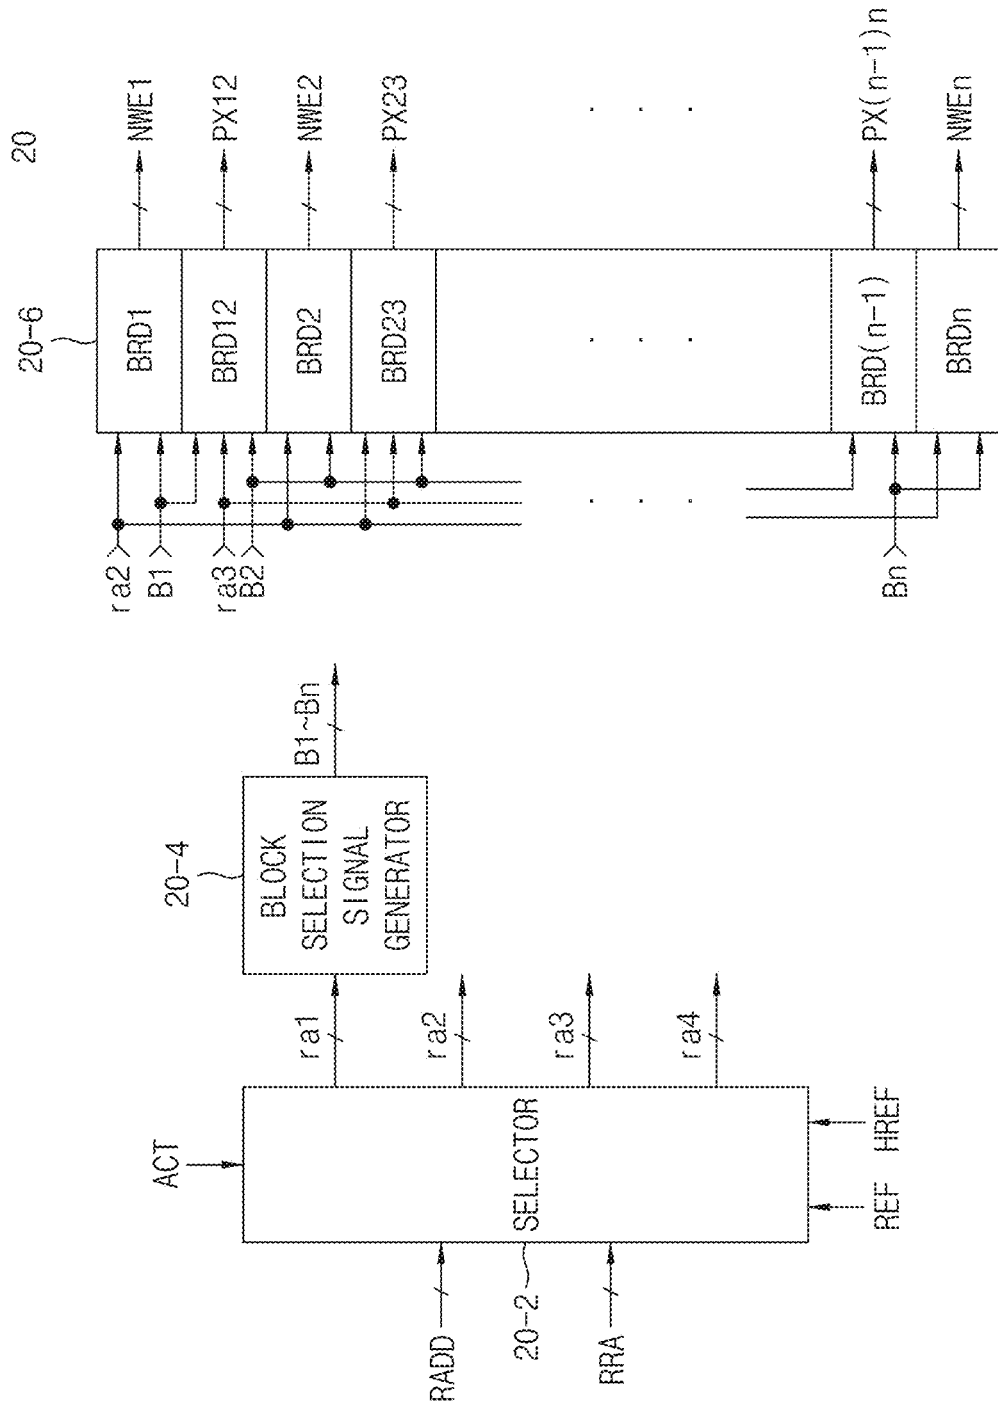 20
20-6
BRD1
BRD12
BRD2
BRD23
BRD(n-1)
BRDn
NWE1
PX12
NWE2
PX23
PX(n-1)n
NWEn
ra2
B1
ra3
B2
Bn
20-4
BLOCK
SELECTION
SIGNAL
GENERATOR
B1~Bn
ra1
ra2
ra3
ra4
ACT
SELECTOR
20-2
RADD
RRA
REF
HREF